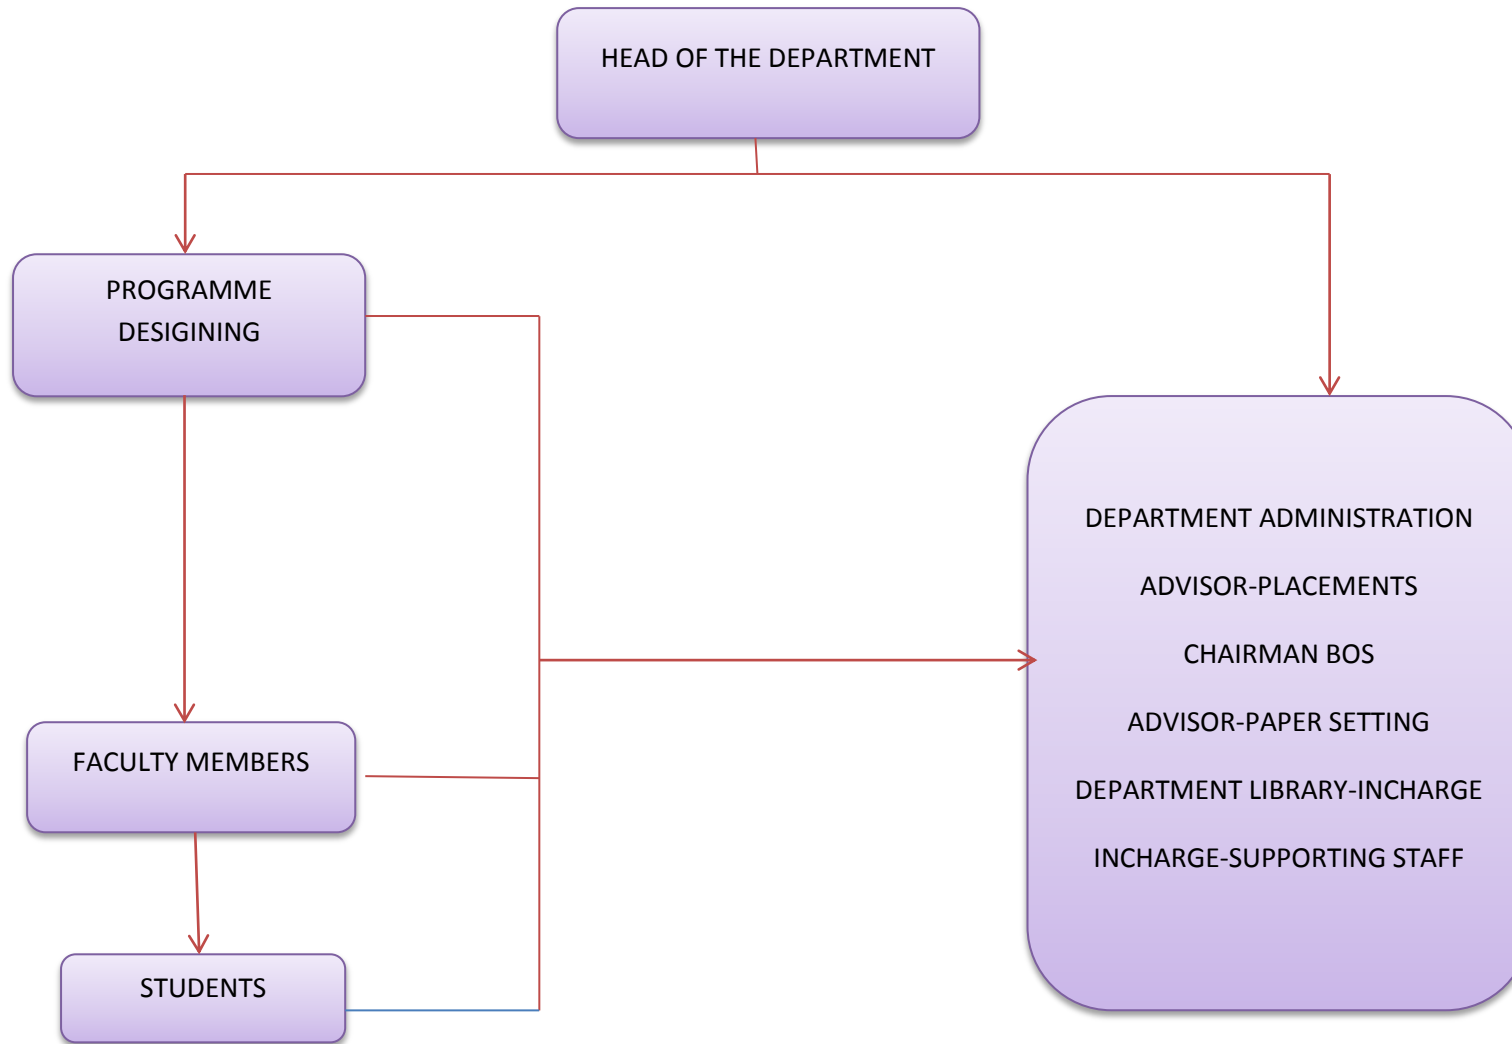 HEAD OF THE DEPARTMENT
PROGRAMME
DESIGINING
FACULTY MEMBERS
STUDENTS
DEPARTMENT ADMINISTRATION
ADVISOR-PLACEMENTS
CHAIRMAN BOS
ADVISOR-PAPER SETTING
DEPARTMENT LIBRARY-INCHARGE
INCHARGE-SUPPORTING STAFF